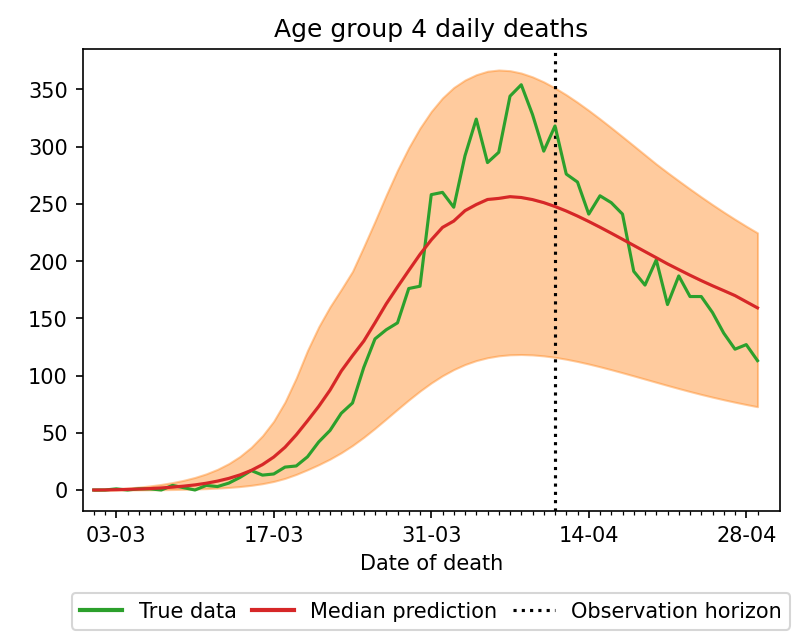 Age group 4 daily deaths
350
300
250
200
150
100
50
0
03-03 17-03 31-03 14-04 28-04
Date of death
True data Median prediction Observation horizon